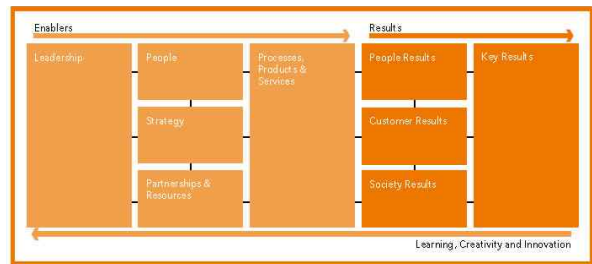 Enablers
Results
Leadership
People
Processes,
Products &
Services
People Results
Key Results
Strategy
Customer Results
Partnerships &
Resources
Society Results
Learning, Creativity and Innovation